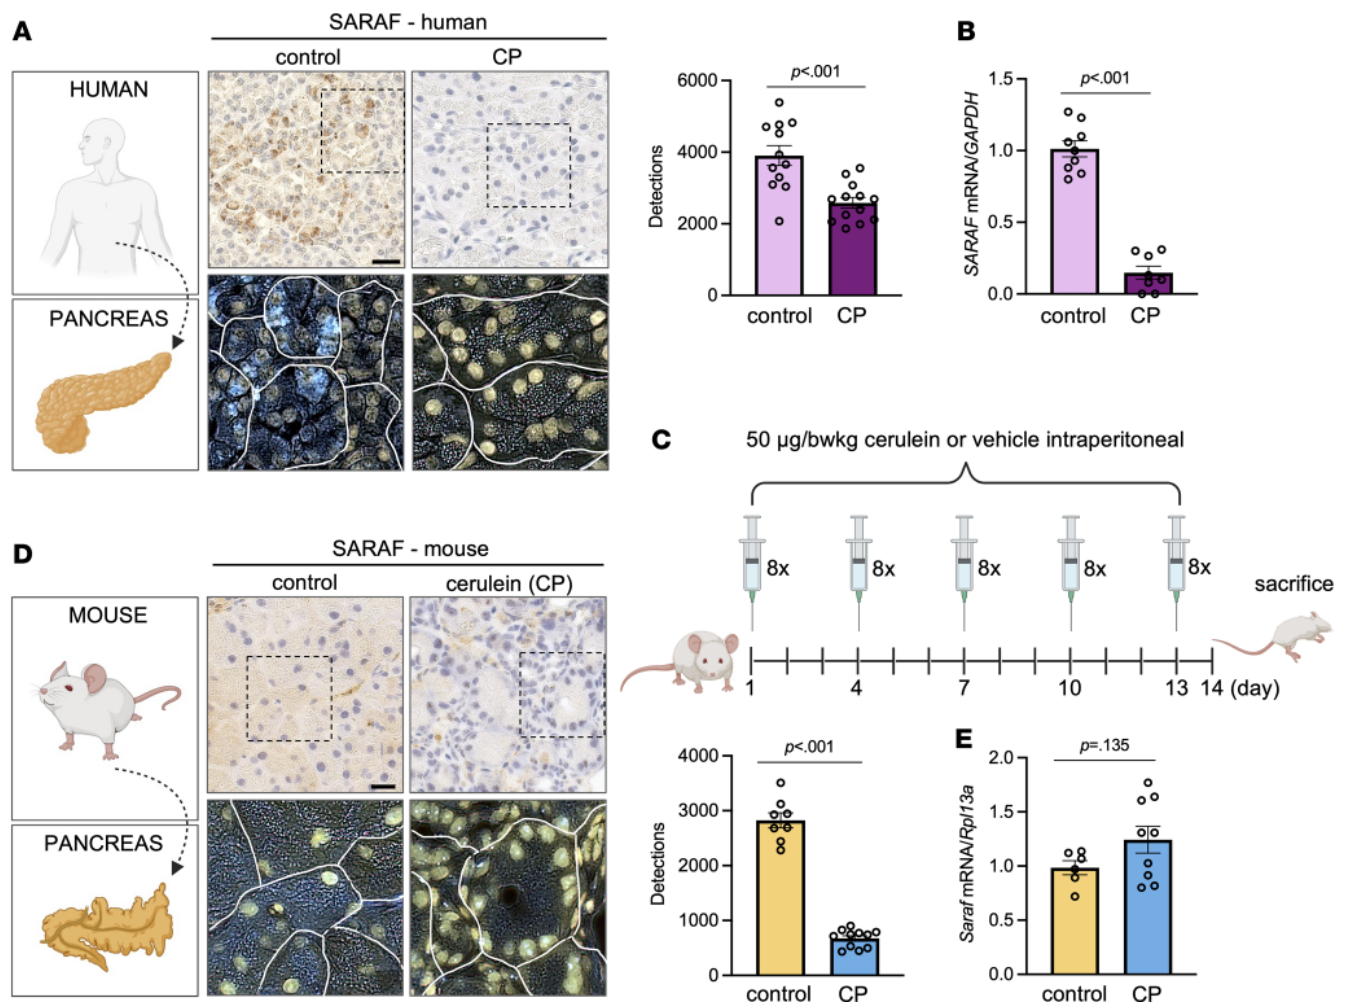 A
SARAF - human
control
CP
HUMAN
PANCREAS
6000
4000
2000
0
Detections
p<.001
control
CP
B
1.5
1.0
0.5
0.0
SARAF mRNA/GAPDH
p<.001
control
CP
C
50 µg/bwkg cerulein or vehicle intraperitoneal
8x
8x
8x
8x
8x
sacrifice
1
4
7
10
13
14
(day)
D
SARAF - mouse
control
cerulein (CP)
MOUSE
PANCREAS
4000
3000
2000
1000
0
Detections
p<.001
control
CP
E
2.0
1.5
1.0
0.5
0.0
Saraf mRNA/Rpl13a
p=.135
control
CP